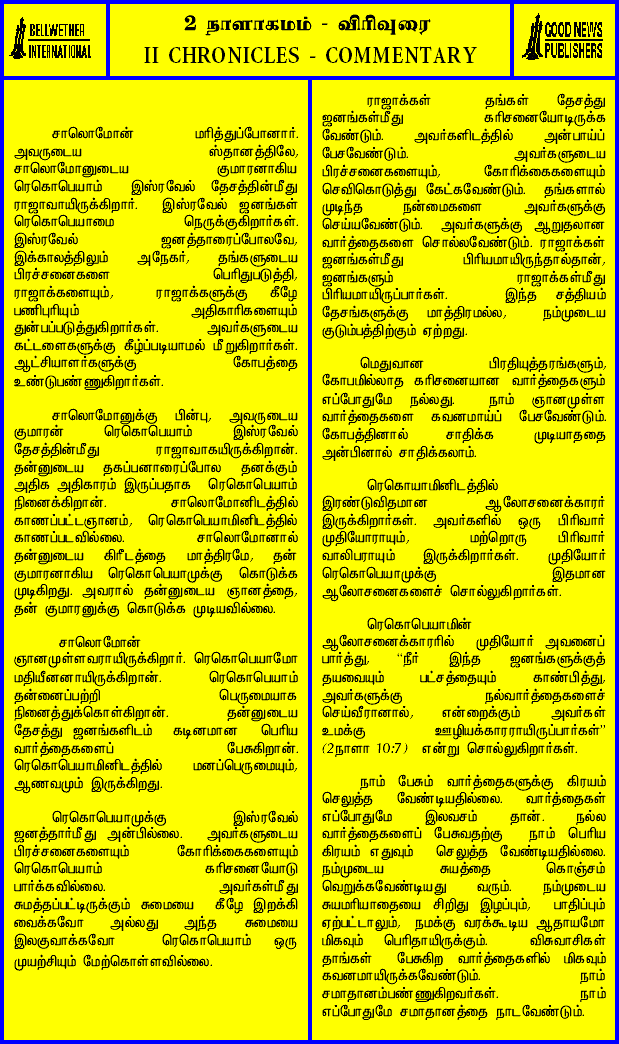 BELLWETHER
INTERNATIONAL
2 நாளாகமம் - விரிவுரை
II CHRONICLES - COMMENTARY
GOOD NEWS
PUBLISHERS
சாலொமோன் மரித்துப்போனார்.
அவருடைய ஸ்தானத்திலே,
சாலொமோனுடைய குமாரனாகிய
ரெகொபெயாம் இஸ்ரவேல் தேசத்தின்மீது
ராஜாவாயிருக்கிறார். இஸ்ரவேல் ஜனங்கள்
ரெகொபெயாமை நெருக்குகிறார்கள்.
இஸ்ரவேல் ஜனத்தாரைப்போலவே,
இக்காலத்திலும் அநேகர், தங்களுடைய
பிரச்சனைகளை பெரிதுபடுத்தி,
ராஜாக்களையும், ராஜாக்களுக்கு கீழே
பணிபுரியும் அதிகாரிகளையும்
துன்பப்படுத்துகிறார்கள். அவர்களுடைய
கட்டளைகளுக்கு கீழ்ப்படியாமல் மீறுகிறார்கள்.
ஆட்சியாளர்களுக்கு கோபத்தை
உண்டுபண்ணுகிறார்கள்.
சாலொமோனுக்கு பின்பு, அவருடைய
குமாரன் ரெகொபெயாம் இஸ்ரவேல்
தேசத்தின்மீது ராஜாவாகயிருக்கிறான்.
தன்னுடைய தகப்பனாரைப்போல தனக்கும்
அதிக அதிகாரம் இருப்பதாக ரெகொபெயாம்
நினைக்கிறான். சாலொமோனிடத்தில்
காணப்பட்டஞானம், ரெகொபெயாமினிடத்தில்
காணப்படவில்லை. சாலொமோனால்
தன்னுடைய கிரீடத்தை மாத்திரமே, தன்
குமாரனாகிய ரெகொபெயாமுக்கு கொடுக்க
முடிகிறது. அவரால் தன்னுடைய ஞானத்தை,
தன் குமாரனுக்கு கொடுக்க முடியவில்லை.
சாலொமோன்
ஞானமுள்ளவராயிருக்கிறார். ரெகொபெயாமோ
மதியீனனாயிருக்கிறான். ரெகொபெயாம்
தன்னைப்பற்றி பெருமையாக
நினைத்துக்கொள்கிறான். தன்னுடைய
தேசத்து ஜனங்களிடம் கடினமான பெரிய
வார்த்தைகளைப் பேசுகிறான்.
ரெகொபெயாமினிடத்தில் மனப்பெருமையும்,
ஆணவமும் இருக்கிறது.
ரெகொபெயாமுக்கு இஸ்ரவேல்
ஜனத்தார்மீது அன்பில்லை. அவர்களுடைய
பிரச்சனைகளையும் கோரிக்கைகளையும்
ரெகொபெயாம் கரிசனையோடு
பார்க்கவில்லை. அவர்கள்மீது
சுமத்தப்பட்டிருக்கும் சுமையை கீழே இறக்கி
வைக்கவோ அல்லது அந்த சுமையை
இலகுவாக்கவோ ரெகொபெயாம் ஒரு
முயற்சியும் மேற்கொள்ளவில்லை.
ராஜாக்கள் தங்கள் தேசத்து
ஜனங்கள்மீது கரிசனையோடிருக்க
வேண்டும். அவர்களிடத்தில் அன்பாய்ப்
பேசவேண்டும். அவர்களுடைய
பிரச்சனைகளையும், கோரிக்கைகளையும்
செவிகொடுத்து கேட்கவேண்டும். தங்களால்
முடிந்த நன்மைகளை அவர்களுக்கு
செய்யவேண்டும். அவர்களுக்கு ஆறுதலான
வார்த்தைகளை சொல்லவேண்டும். ராஜாக்கள்
ஜனங்கள்மீது பிரியமாயிருந்தால்தான்,
ஜனங்களும் ராஜாக்கள்மீது
பிரியமாயிருப்பார்கள். இந்த சத்தியம்
தேசங்களுக்கு மாத்திரமல்ல, நம்முடைய
குடும்பத்திற்கும் ஏற்றது.
மெதுவான பிரதியுத்தரங்களும்,
கோபமில்லாத கரிசனையான வார்த்தைகளும்
எப்போதுமே நல்லது. நாம் ஞானமுள்ள
வார்த்தைகளை கவனமாய்ப் பேசவேண்டும்.
கோபத்தினால் சாதிக்க முடியாததை
அன்பினால் சாதிக்கலாம்.
ரெகொயாமினிடத்தில்
இரண்டுவிதமான ஆலோசனைக்காரர்
இருக்கிறார்கள். அவர்களில் ஒரு பிரிவார்
முதியோராயும், மற்றொரு பிரிவார்
வாலிபராயும் இருக்கிறார்கள். முதியோர்
ரெகொபெயாமுக்கு இதமான
ஆலோசனைகளைச் சொல்லுகிறார்கள்.
ரெகொபெயாமின்
ஆலோசனைக்காரரில் முதியோர் அவனைப்
பார்த்து, "நீர் இந்த ஜனங்களுக்குத்
தயவையும் பட்சத்தையும் காண்பித்து,
அவர்களுக்கு நல்வார்த்தைகளைச்
செய்வீரானால், என்றைக்கும் அவர்கள்
உமக்கு ஊழியக்காரராயிருப்பார்கள்"
(2நாளா 10:7) என்று சொல்லுகிறார்கள்.
நாம் பேசும் வார்த்தைகளுக்கு கிரயம்
செலுத்த வேண்டியதில்லை. வார்த்தைகள்
எப்போதுமே இலவசம் தான். நல்ல
வார்த்தைகளைப் பேசுவதற்கு நாம் பெரிய
கிரயம் எதுவும் செலுத்த வேண்டியதில்லை.
நம்முடைய சுயத்தை கொஞ்சம்
வெறுக்கவேண்டியது வரும். நம்முடைய
சுயமரியாதையை சிறிது இழப்பும், பாதிப்பும்
ஏற்பட்டாலும், நமக்கு வரக்கூடிய ஆதாயமோ
மிகவும் பெரிதாயிருக்கும். விசுவாசிகள்
தாங்கள் பேசுகிற வார்த்தைகளில் மிகவும்
கவனமாயிருக்கவேண்டும். நாம்
சமாதானம்பண்ணுகிறவர்கள். நாம்
எப்போதுமே சமாதானத்தை நாடவேண்டும்.